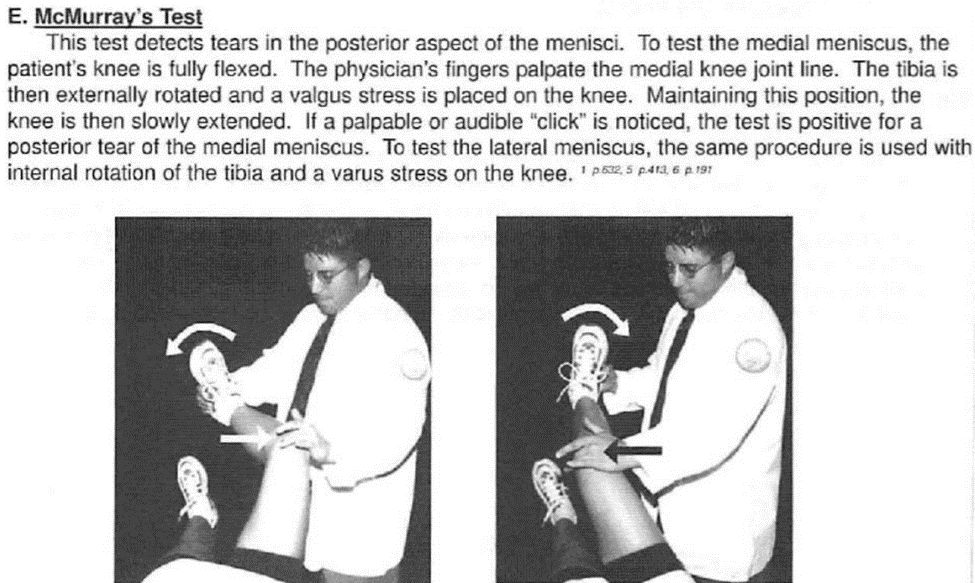 E. McMurray's Test
This test detects tears in the posterior aspect of the menisci. To test the medial meniscus, the
patient's knee is fully flexed. The physician's fingers palpate the medial knee joint line. The tibia is
then externally rotated and a valgus stress is placed on the knee. Maintaining this position, the
knee is then slowly extended. If a palpable or audible "click" is noticed, the test is positive for a
posterior tear of the medial meniscus. To test the lateral meniscus, the same procedure is used with
internal rotation of the tibia and a varus stress on the knee. 1 p.632, 5 p.413, 6 p.191